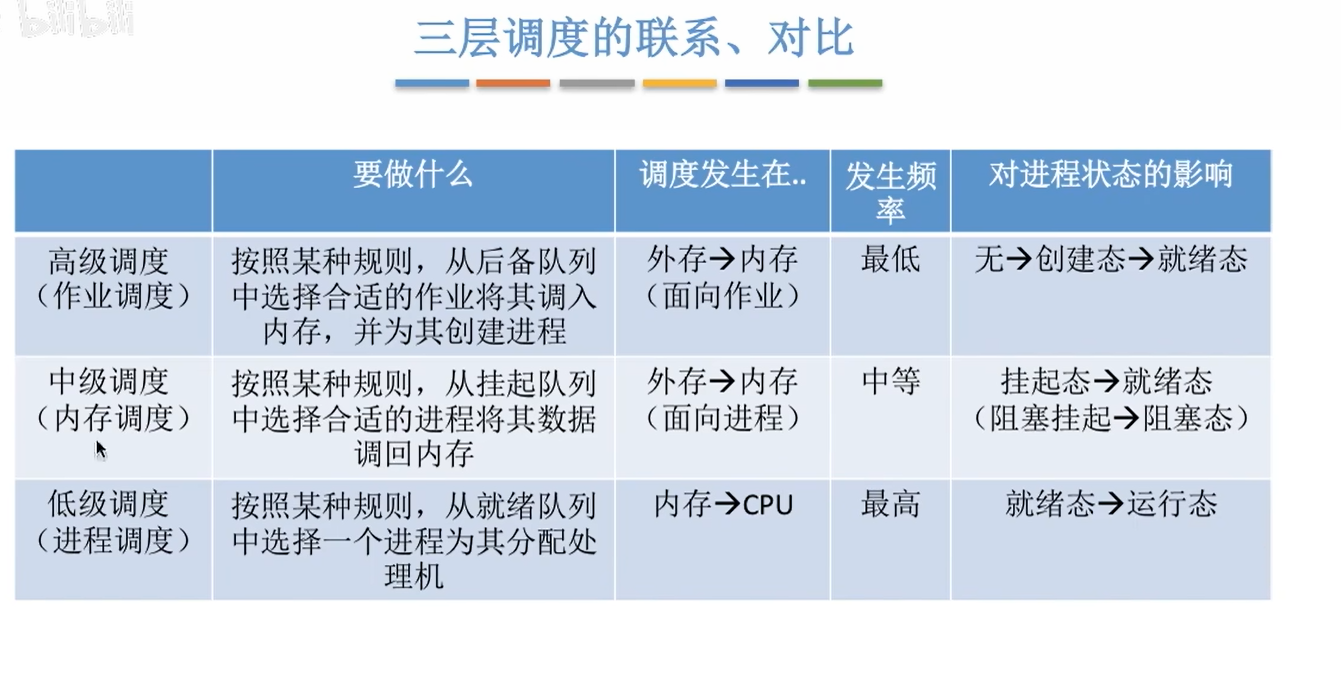 bilibili
三层调度的联系、对比
要做什么
调度发生在..
发生频
率
对进程状态的影响
高级调度
（作业调度）
按照某种规则，从后备队列
中选择合适的作业将其调入
内存，并为其创建进程
外存→内存
（面向作业）
最低
无→创建态→就绪态
中级调度
（内存调度）
按照某种规则，从挂起队列
中选择合适的进程将其数据
调回内存
外存→内存
（面向进程）
中等
挂起态→就绪态
（阻塞挂起→阻塞态）
低级调度
（进程调度）
按照某种规则，从就绪队列
中选择一个进程为其分配处
理机
内存→CPU
最高
就绪态→运行态